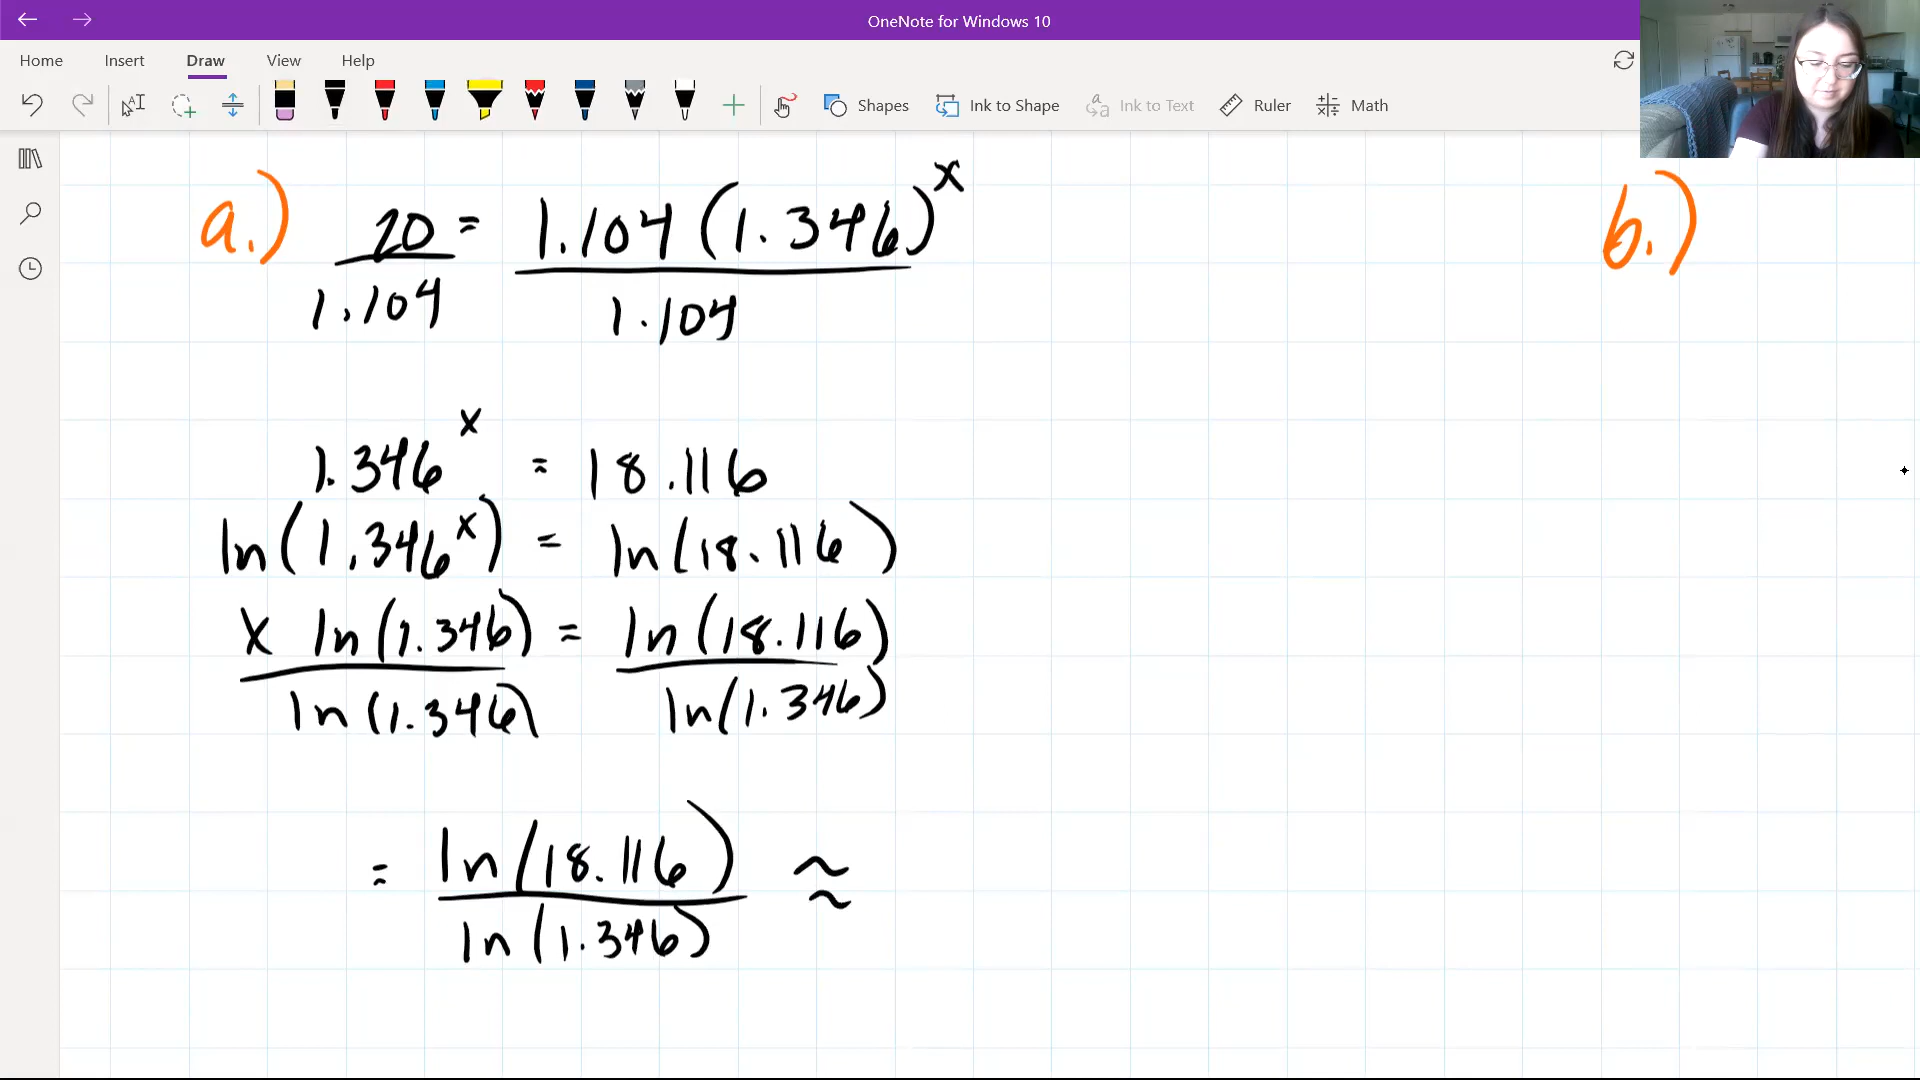 OneNote for Windows 10
Home Insert Draw View Help
Shapes Ink to Shape Ink to Text Ruler Math
a.) 20 = 1.104 (1.346)^x b.)
1.104 1.104
1.346^x = 18.116
ln(1.346^x) = ln(18.116)
x ln(1.346) = ln(18.116)
ln(1.346) ln(1.346)
= ln(18.116) ≈
ln(1.346)